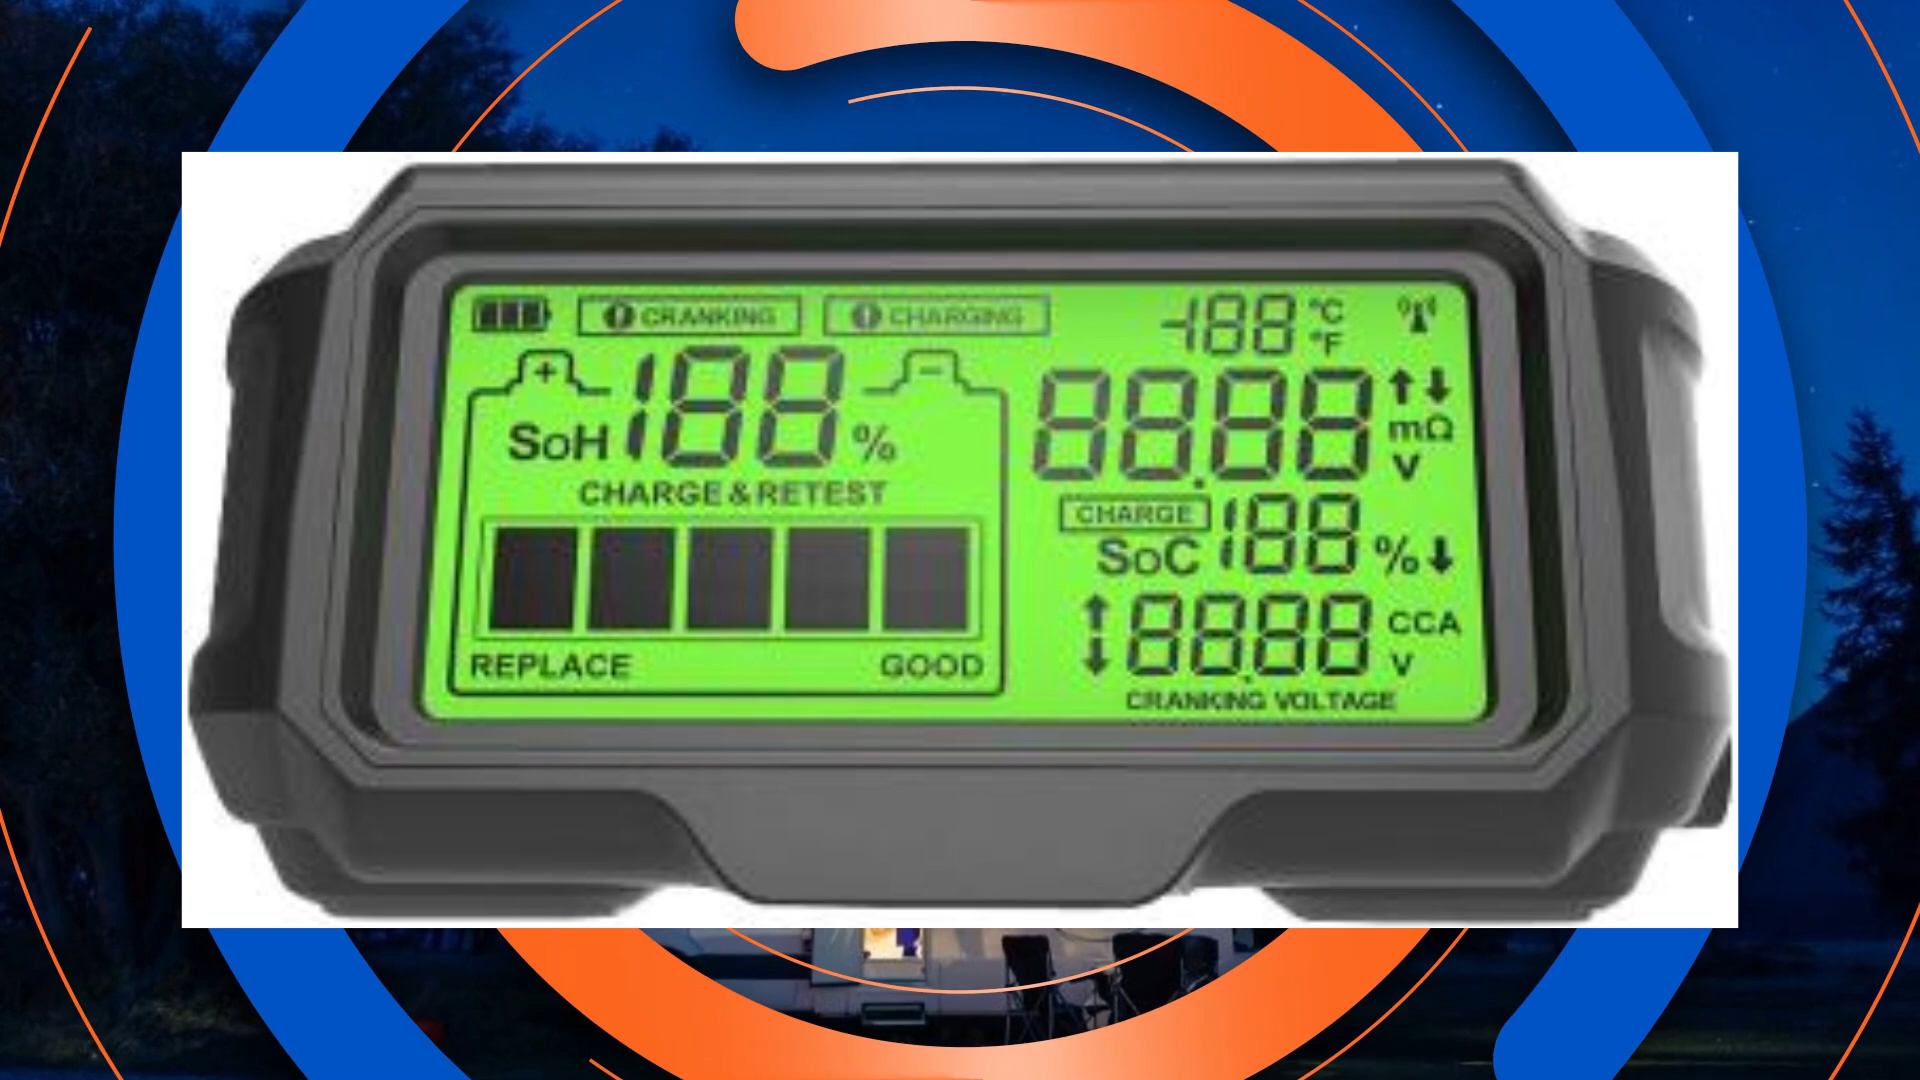 CRANKING CHARGING -188 °C
°F
+ 188 − 8888 mΩ
SoH % V
CHARGE & RETEST CHARGE 188
SoC % 
8888 CCA
REPLACE GOOD V
CRANKING VOLTAGE